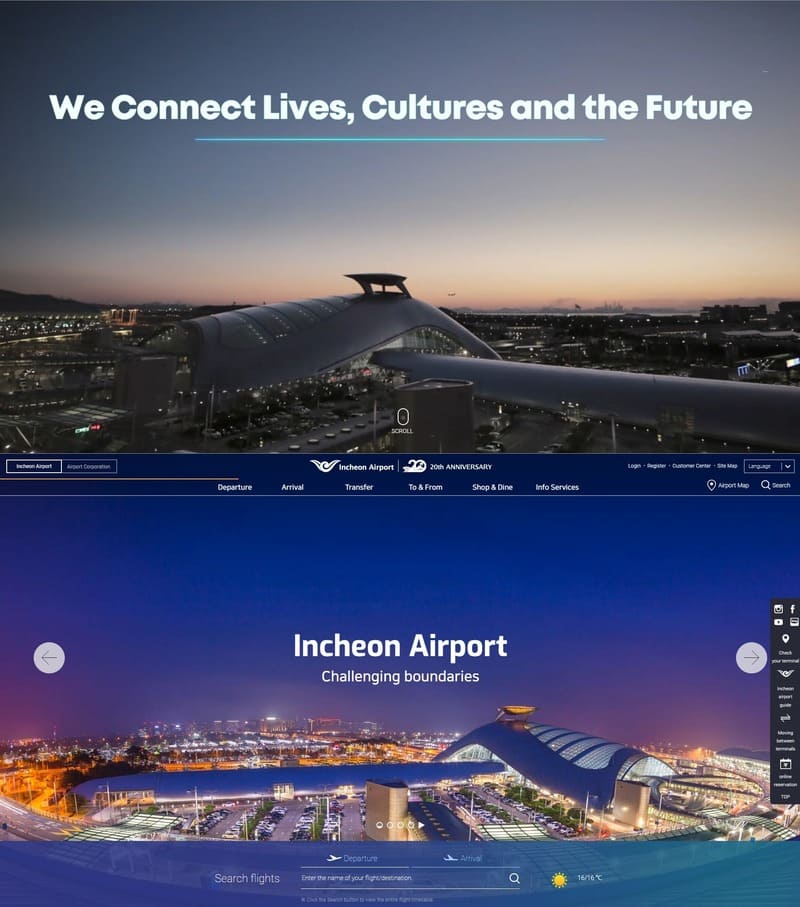 We Connect Lives, Cultures and the Future
SCROLL
Incheon Airport
Airport Corporation
Incheon Airport
20th ANNIVERSARY
Login · Register · Customer Center · Site Map
Language
Departure Arrival Transfer To & From Shop & Dine Info Services
Airport Map
Search
Incheon Airport
Challenging boundaries
Check
your terminal
Incheon
airport
guide
Moving
between
terminals
online
reservation
TOP
Departure
Arrival
Search flights
Enter the name of your flight/destination.
16/16℃
※ Click the Search button to view the entire flight timetable.